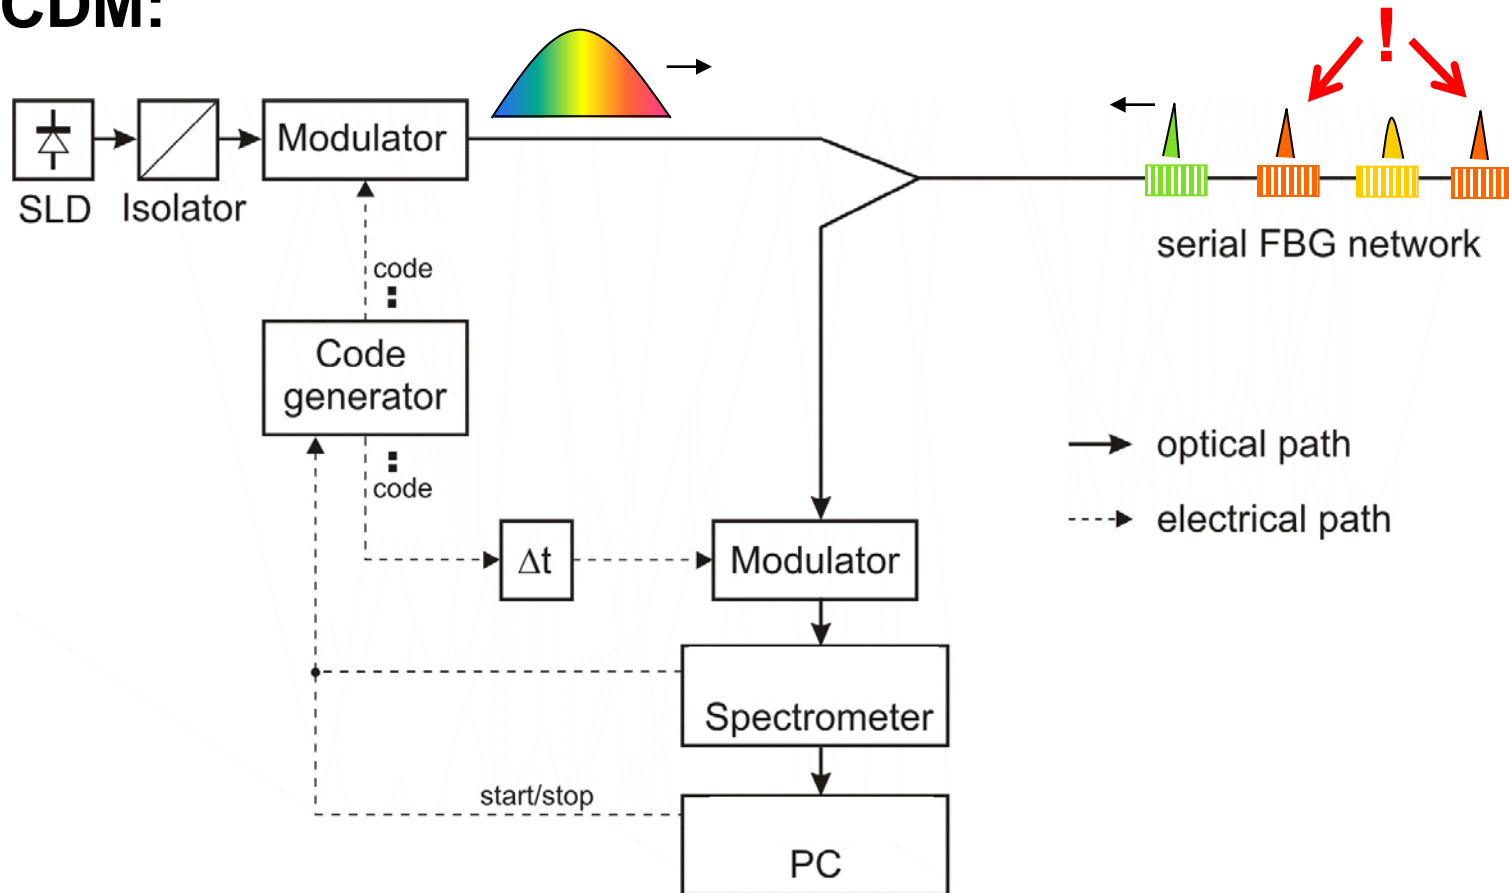 CDM:
!
Modulator
SLD
Isolator
serial FBG network
code
Code
generator
code
optical path
electrical path
Δt
Modulator
Spectrometer
start/stop
PC